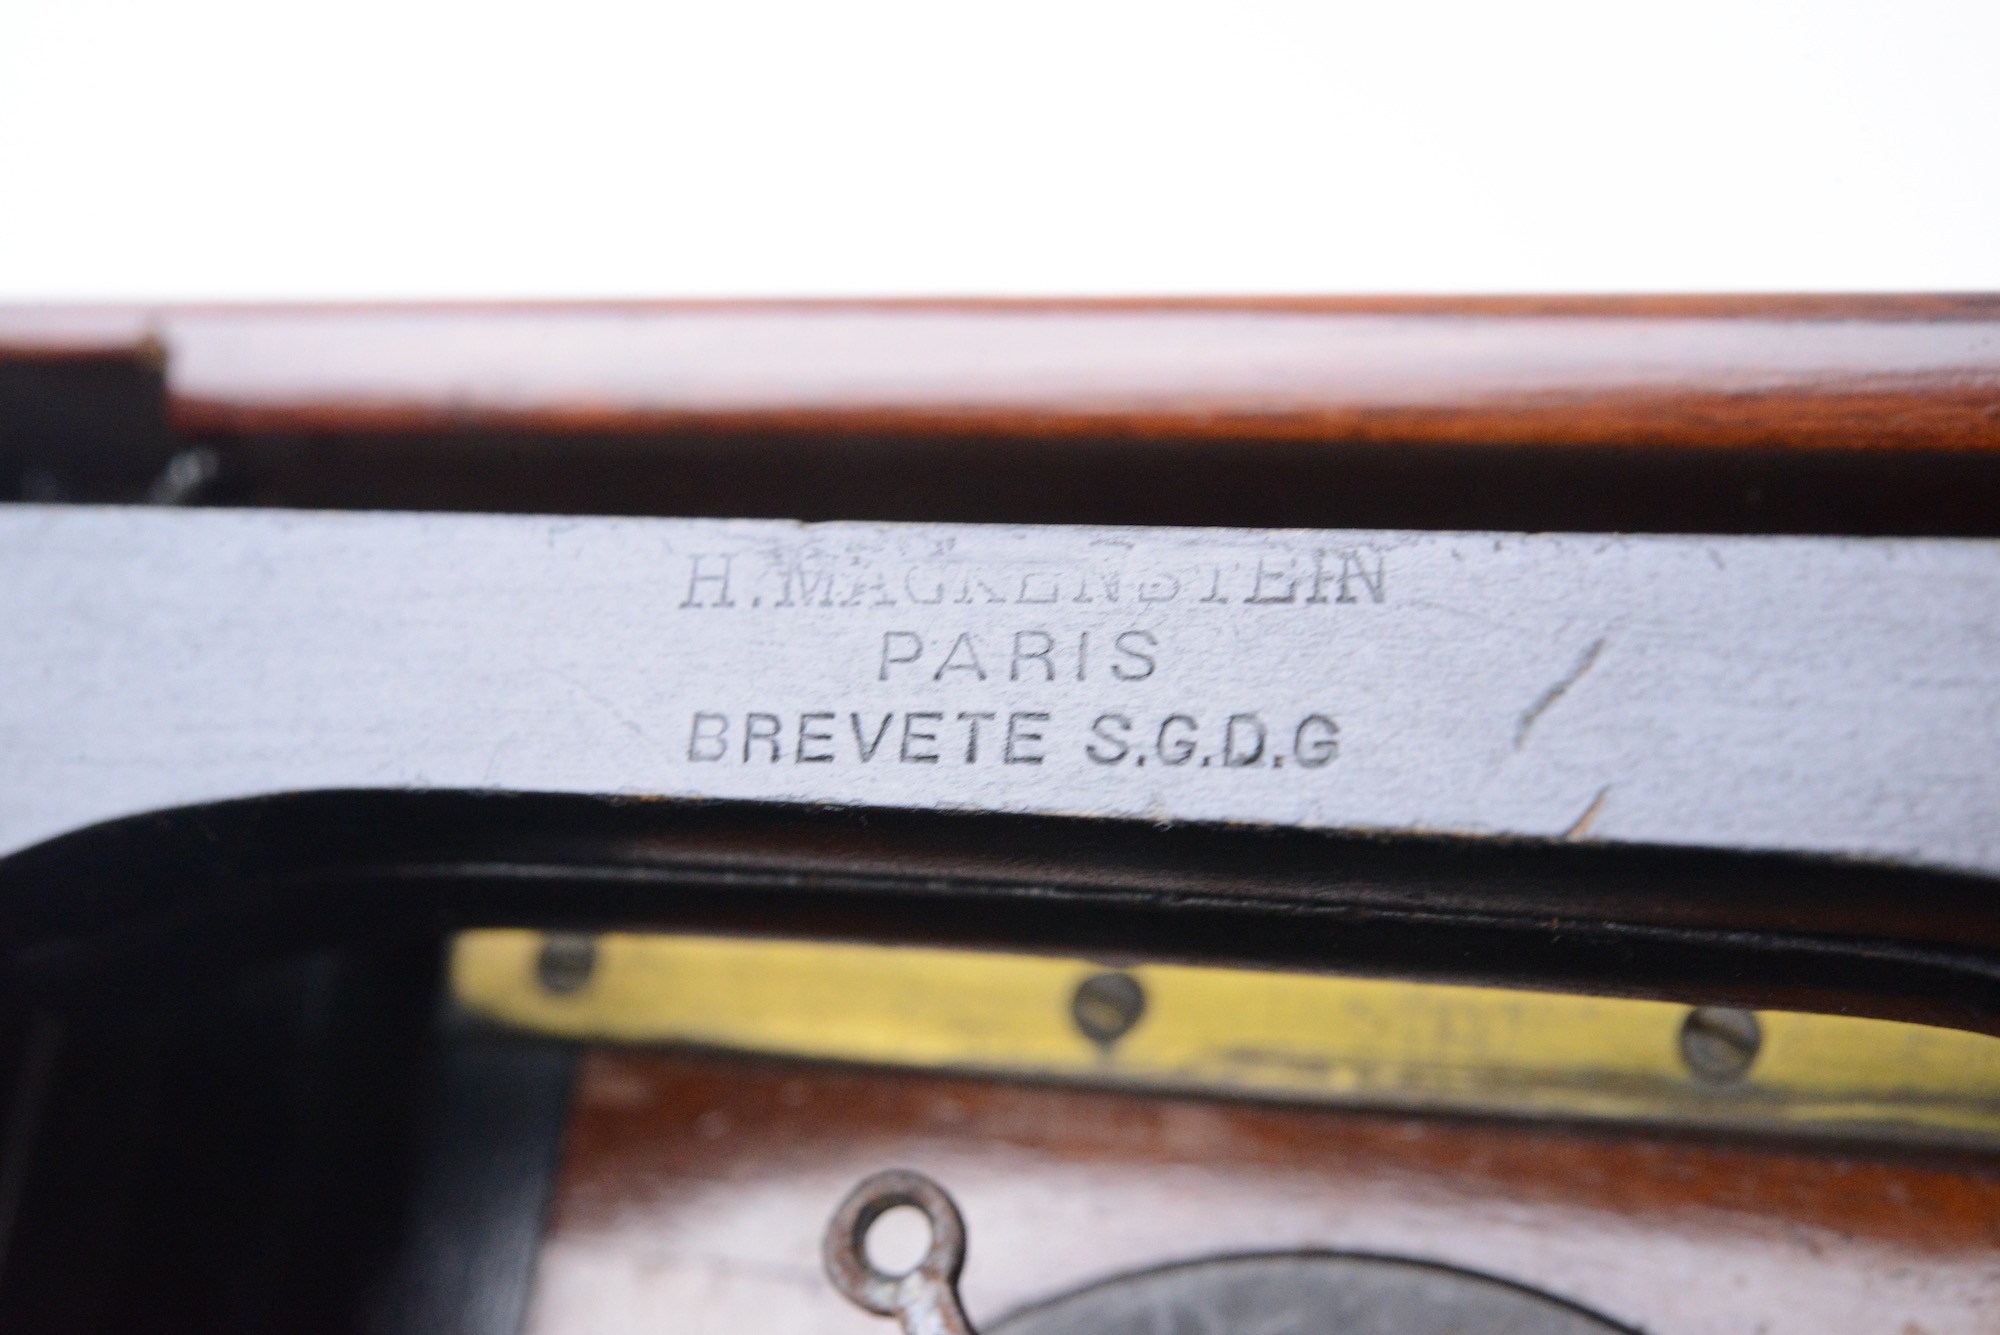 H. MACKENSTEIN
PARIS
BREVETE S.G.D.G